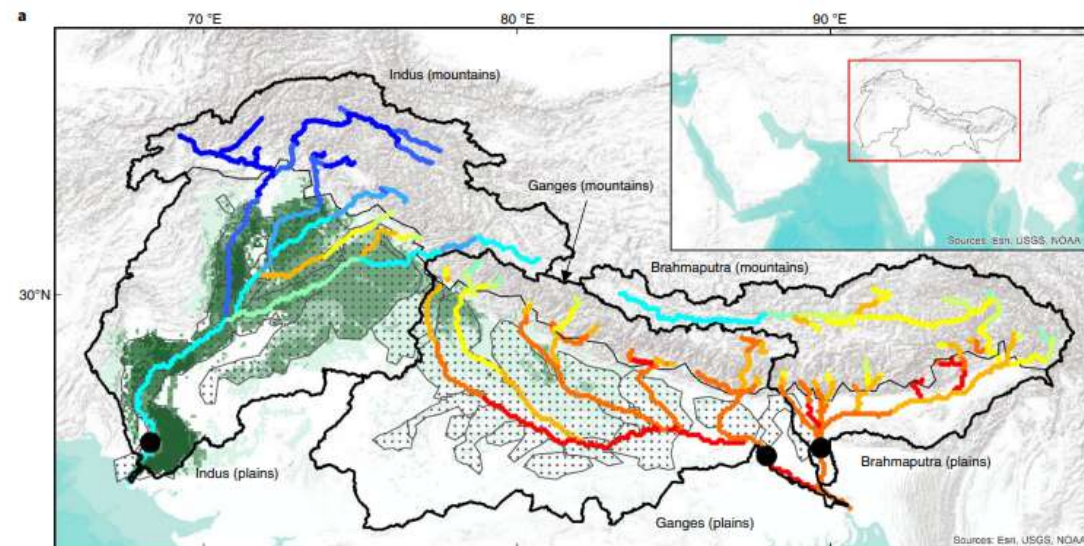 a
70 °E
80 °E
90 °E
Indus (mountains)
Ganges (mountains)
Sources: Esri, USGS, NOAA
Brahmaputra (mountains)
30°N
Indus (plains)
Brahmaputra (plains)
Ganges (plains)
Sources: Esri, USGS, NOAA